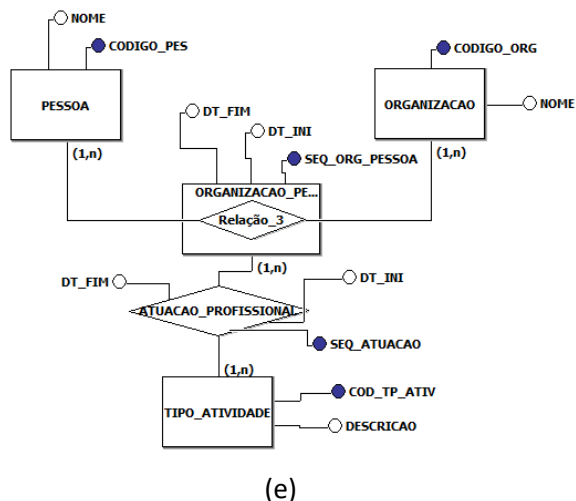 NOME
CODIGO_PES
PESSOA
(1,n)
CODIGO_ORG
ORGANIZACAO
NOME
(1,n)
DT_FIM
DT_INI
SEQ_ORG_PESSOA
ORGANIZACAO_PE...
Relação_3
(1,n)
DT_FIM
DT_INI
ATUACAO_PROFISSIONAL
SEQ_ATUACAO
(1,n)
TIPO_ATIVIDADE
COD_TP_ATIV
DESCRICAO
(e)